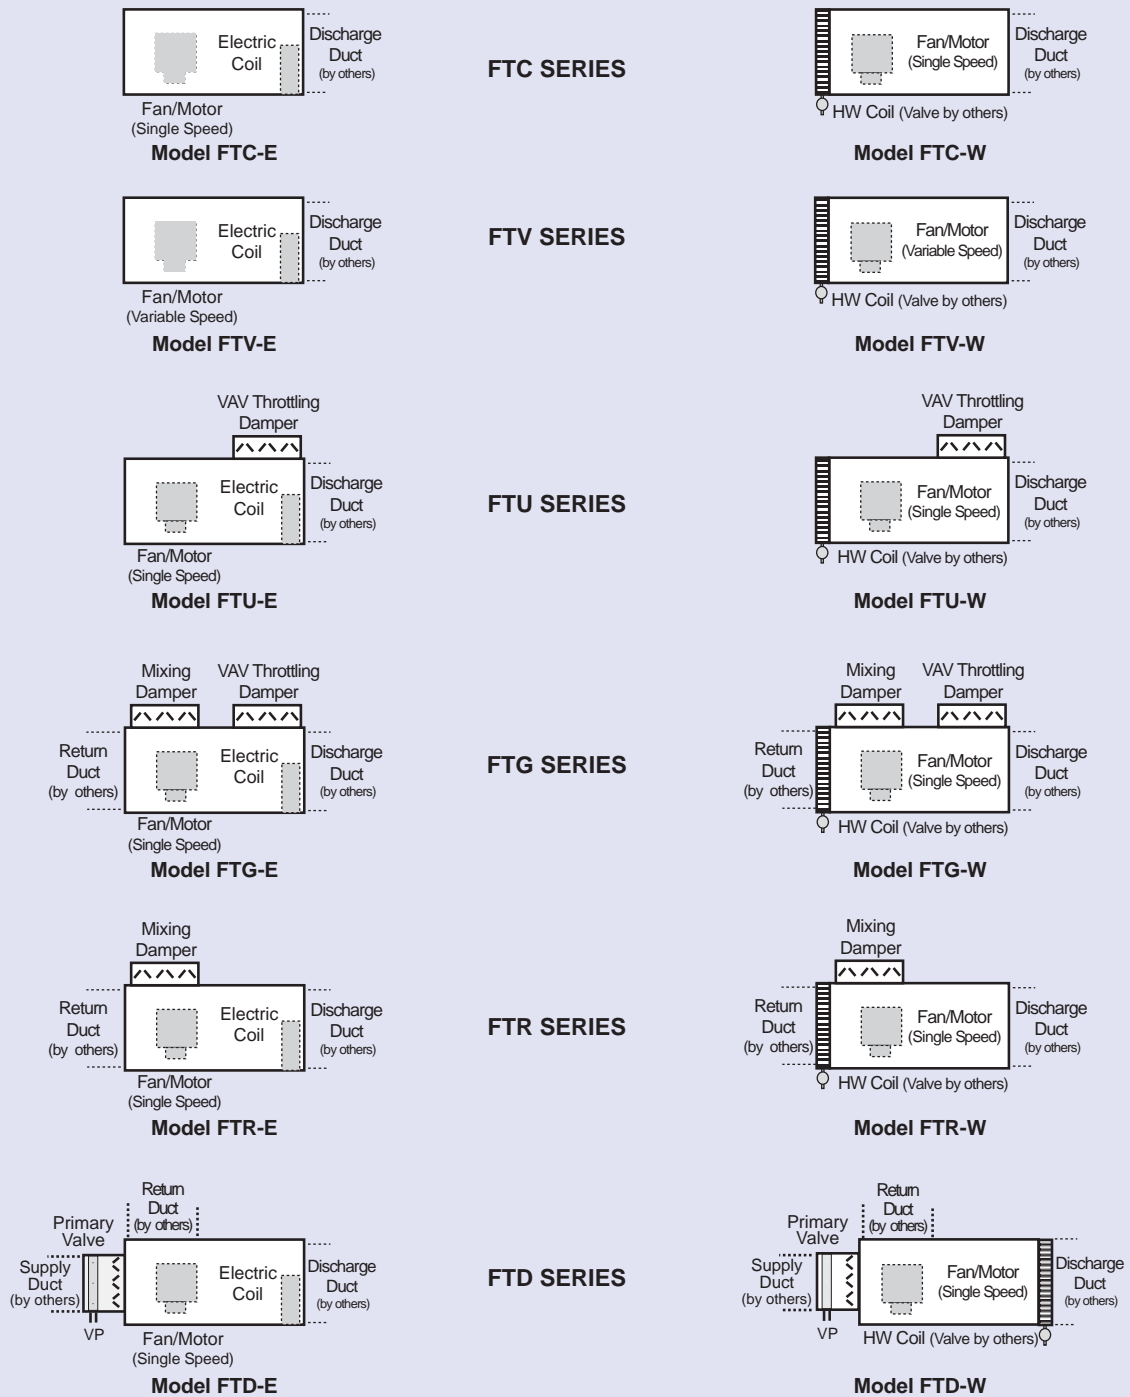 Electric
Coil
Discharge
Duct
(by others)
Fan/Motor
(Single Speed)
Model FTC-E
FTC SERIES
Fan/Motor
(Single Speed)
Discharge
Duct
(by others)
HW Coil (Valve by others)
Model FTC-W
Electric
Coil
Discharge
Duct
(by others)
Fan/Motor
(Variable Speed)
Model FTV-E
FTV SERIES
Fan/Motor
(Variable Speed)
Discharge
Duct
(by others)
HW Coil (Valve by others)
Model FTV-W
VAV Throttling
Damper
Electric
Coil
Discharge
Duct
(by others)
Fan/Motor
(Single Speed)
Model FTU-E
FTU SERIES
VAV Throttling
Damper
Fan/Motor
(Single Speed)
Discharge
Duct
(by others)
HW Coil (Valve by others)
Model FTU-W
Mixing
Damper
VAV Throttling
Damper
Return
Duct
(by others)
Electric
Coil
Discharge
Duct
(by others)
Fan/Motor
(Single Speed)
Model FTG-E
FTG SERIES
Mixing
Damper
VAV Throttling
Damper
Return
Duct
(by others)
Fan/Motor
(Single Speed)
Discharge
Duct
(by others)
HW Coil (Valve by others)
Model FTG-W
Mixing
Damper
Return
Duct
(by others)
Electric
Coil
Discharge
Duct
(by others)
Fan/Motor
(Single Speed)
Model FTR-E
FTR SERIES
Mixing
Damper
Return
Duct
(by others)
Fan/Motor
(Single Speed)
Discharge
Duct
(by others)
HW Coil (Valve by others)
Model FTR-W
Return
Duct
(by others)
Primary
Valve
Supply
Duct
(by others)
VP
Electric
Coil
Discharge
Duct
(by others)
Fan/Motor
(Single Speed)
Model FTD-E
FTD SERIES
Return
Duct
(by others)
Primary
Valve
Supply
Duct
(by others)
VP
Fan/Motor
(Single Speed)
Discharge
Duct
(by others)
HW Coil (Valve by others)
Model FTD-W